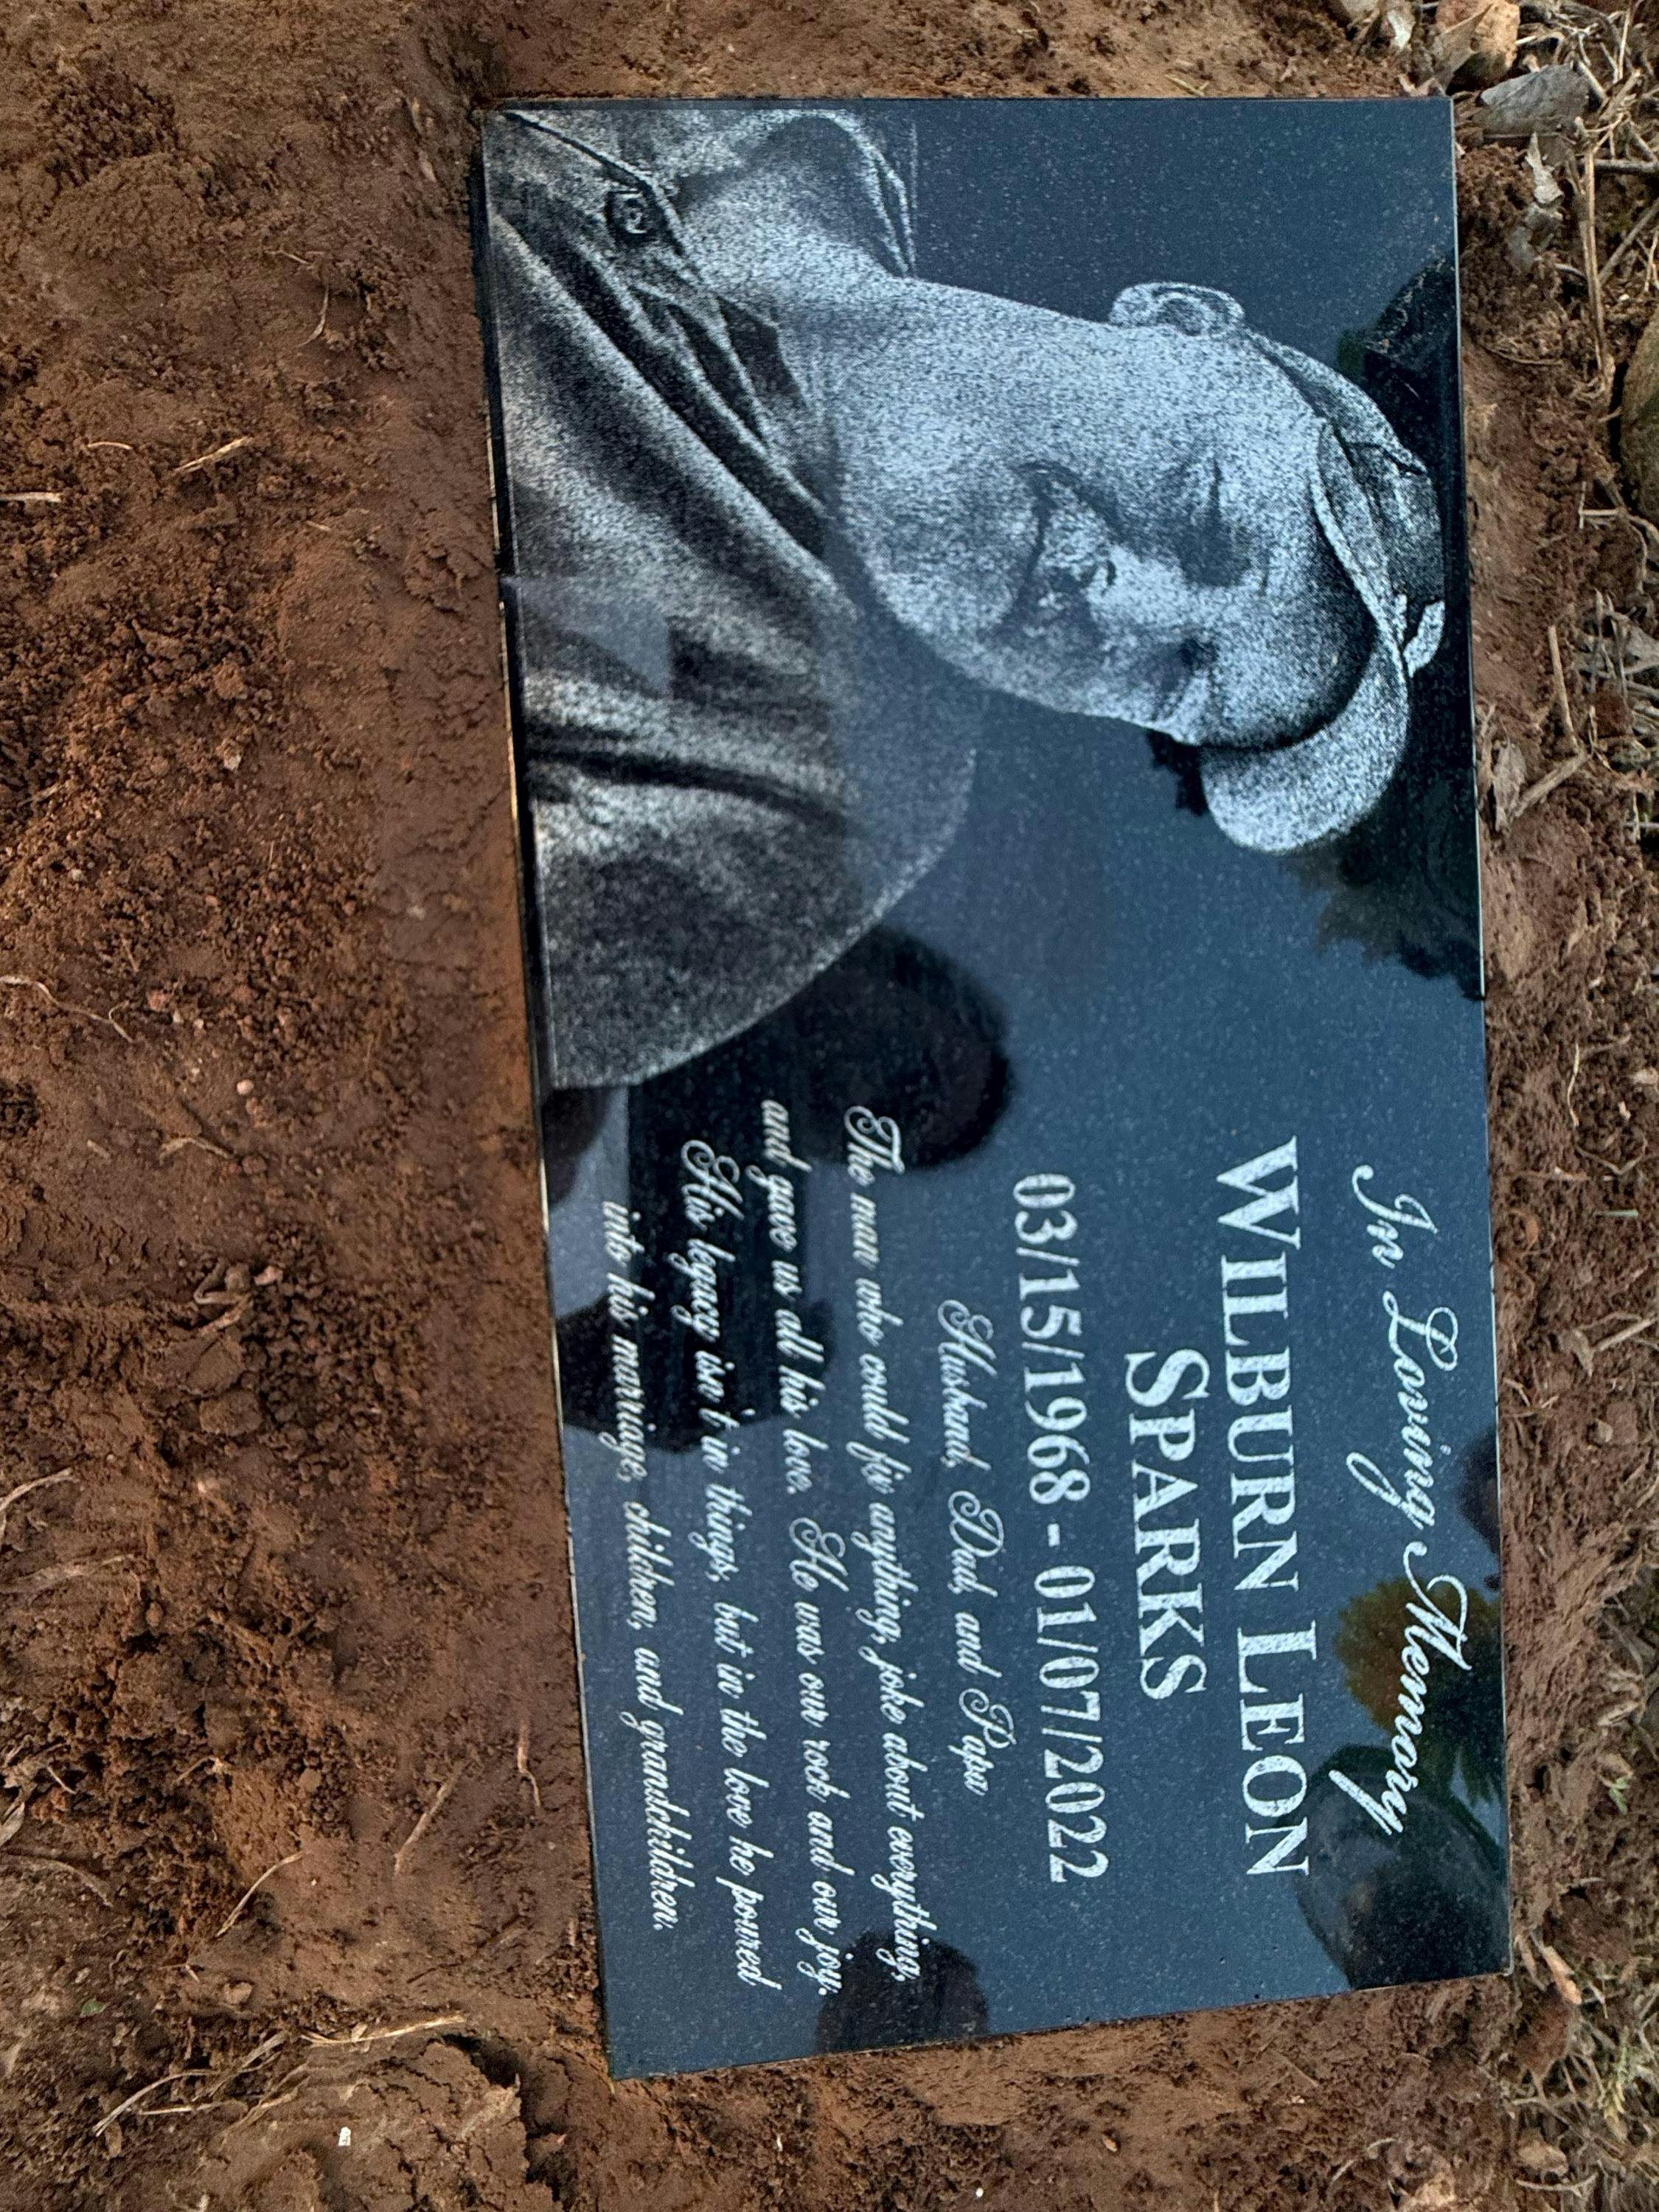 In Loving Memory
WILBURN LEON
SPARKS
03/15/1968 - 01/07/2022
Husband, Dad, and Papa
The man who could fix anything, joke about everything,
and gave us all his love. He was our rock and our joy.
His legacy isn't in things, but in the love he poured
into his marriage, children, and grandchildren.